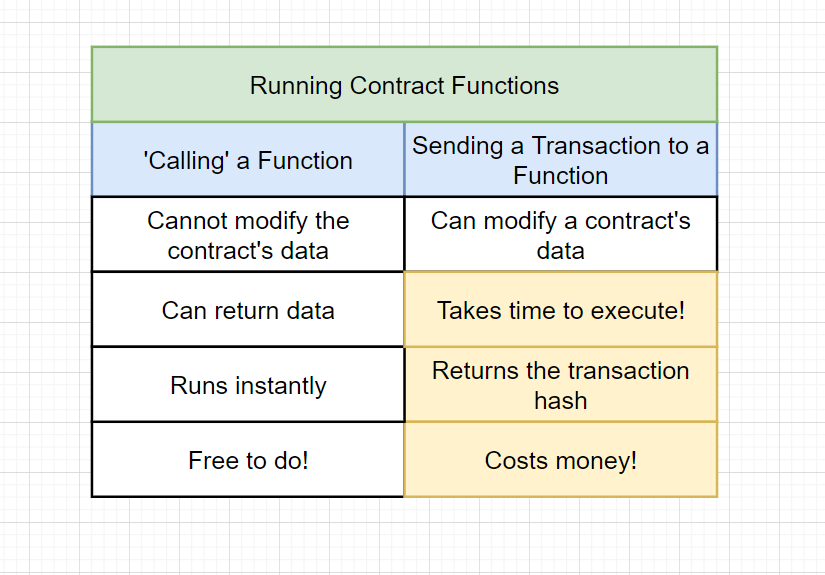 Running Contract Functions
'Calling' a Function
Sending a Transaction to a
Function
Cannot modify the
contract's data
Can modify a contract's
data
Can return data
Takes time to execute!
Runs instantly
Returns the transaction
hash
Free to do!
Costs money!